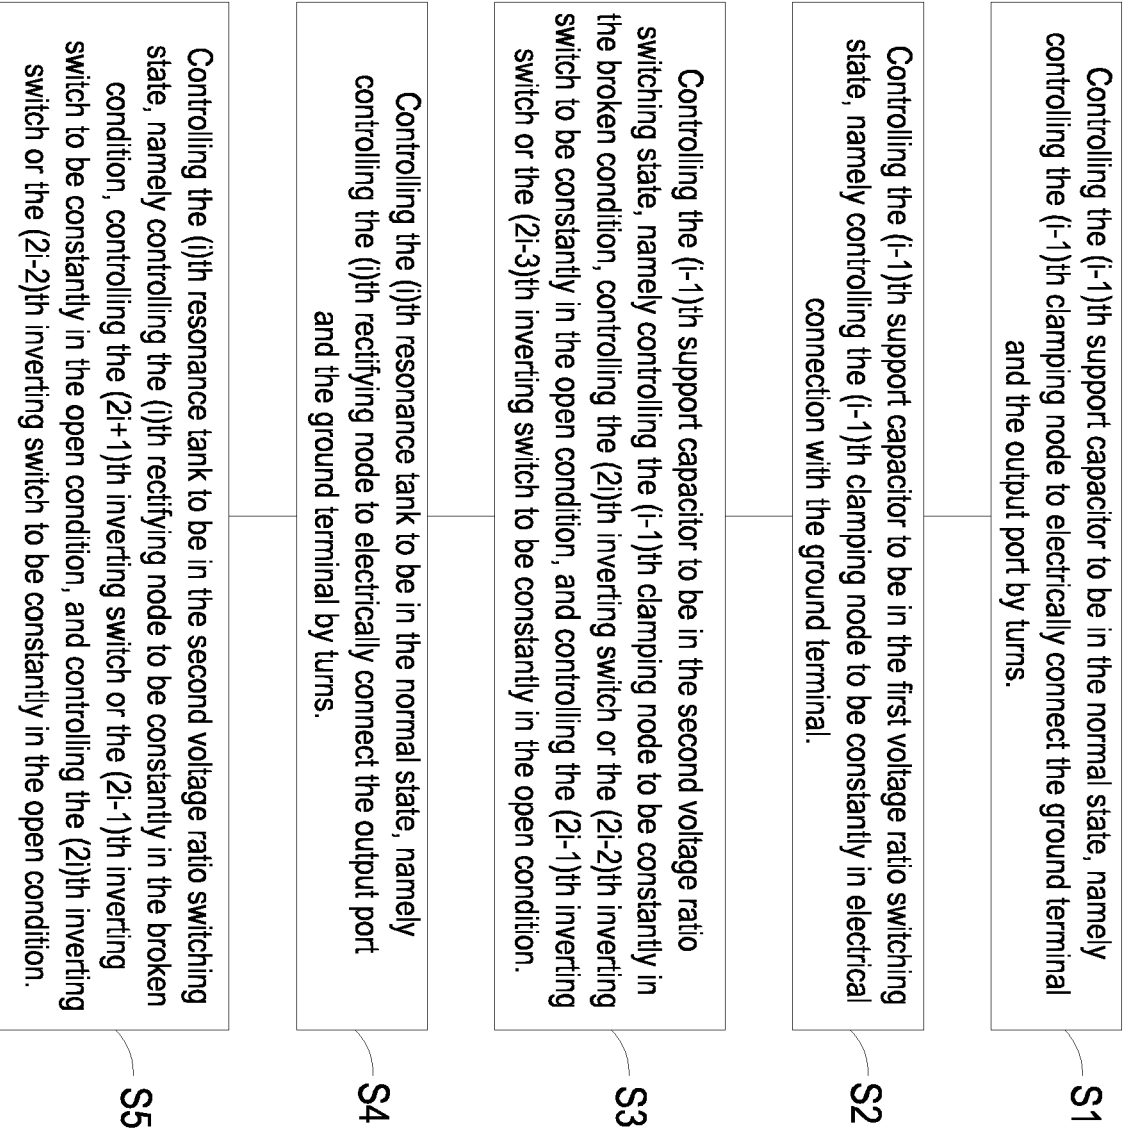 Controlling the (i-1)th support capacitor to be in the normal state, namely
controlling the (i-1)th clamping node to electrically connect the ground terminal
and the output port by turns.
S1
Controlling the (i-1)th support capacitor to be in the first voltage ratio switching
state, namely controlling the (i-1)th clamping node to be constantly in electrical
connection with the ground terminal.
S2
Controlling the (i-1)th support capacitor to be in the second voltage ratio
switching state, namely controlling the (i-1)th clamping node to be constantly in
the broken condition, controlling the (2i)th inverting switch or the (2i-2)th inverting
switch to be constantly in the open condition, and controlling the (2i-1)th inverting
switch or the (2i-3)th inverting switch to be constantly in the open condition.
S3
Controlling the (i)th resonance tank to be in the normal state, namely
controlling the (i)th rectifying node to electrically connect the output port
and the ground terminal by turns.
S4
Controlling the (i)th resonance tank to be in the second voltage ratio switching
state, namely controlling the (i)th rectifying node to be constantly in the broken
condition, controlling the (2i+1)th inverting switch or the (2i-1)th inverting
switch to be constantly in the open condition, and controlling the (2i)th inverting
switch or the (2i-2)th inverting switch to be constantly in the open condition.
S5